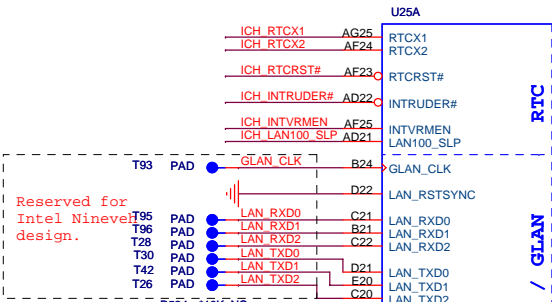 U25A
ICH_RTCX1 AG25 RTCX1
ICH_RTCX2 AF24 RTCX2
ICH_RTCRST# AF23 RTCRST#
ICH_INTRUDER# AD22 INTRUDER#
ICH_INTVRMEN AF25 INTVRMEN
ICH_LAN100_SLP AD21 LAN100_SLP
RTC
T93 PAD GLAN_CLK B24 GLAN_CLK
D22 LAN_RSTSYNC
Reserved for
Intel Nineveh
design.
T95 PAD LAN_RXD0 C21 LAN_RXD0
T96 PAD LAN_RXD1 B21 LAN_RXD1
T28 PAD LAN_RXD2 C22 LAN_RXD2
T30 PAD LAN_TXD0 D21 LAN_TXD0
T42 PAD LAN_TXD1 E20 LAN_TXD1
T26 PAD LAN_TXD2 C20 LAN_TXD2
/ GLAN